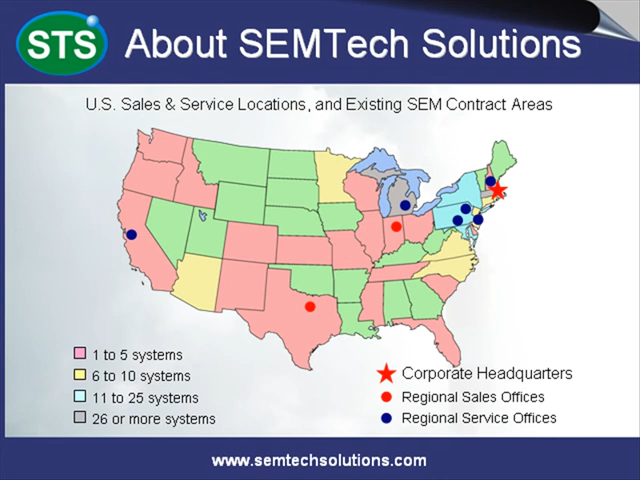 STS
About SEMTech Solutions
U.S. Sales & Service Locations, and Existing SEM Contract Areas
1 to 5 systems
6 to 10 systems
11 to 25 systems
26 or more systems
Corporate Headquarters
Regional Sales Offices
Regional Service Offices
www.semtechsolutions.com